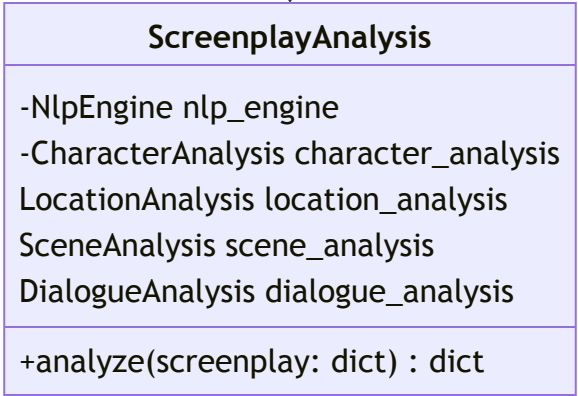 ScreenplayAnalysis
-NlpEngine nlp_engine
-CharacterAnalysis character_analysis
LocationAnalysis location_analysis
SceneAnalysis scene_analysis
DialogueAnalysis dialogue_analysis
+analyze(screenplay: dict) : dict